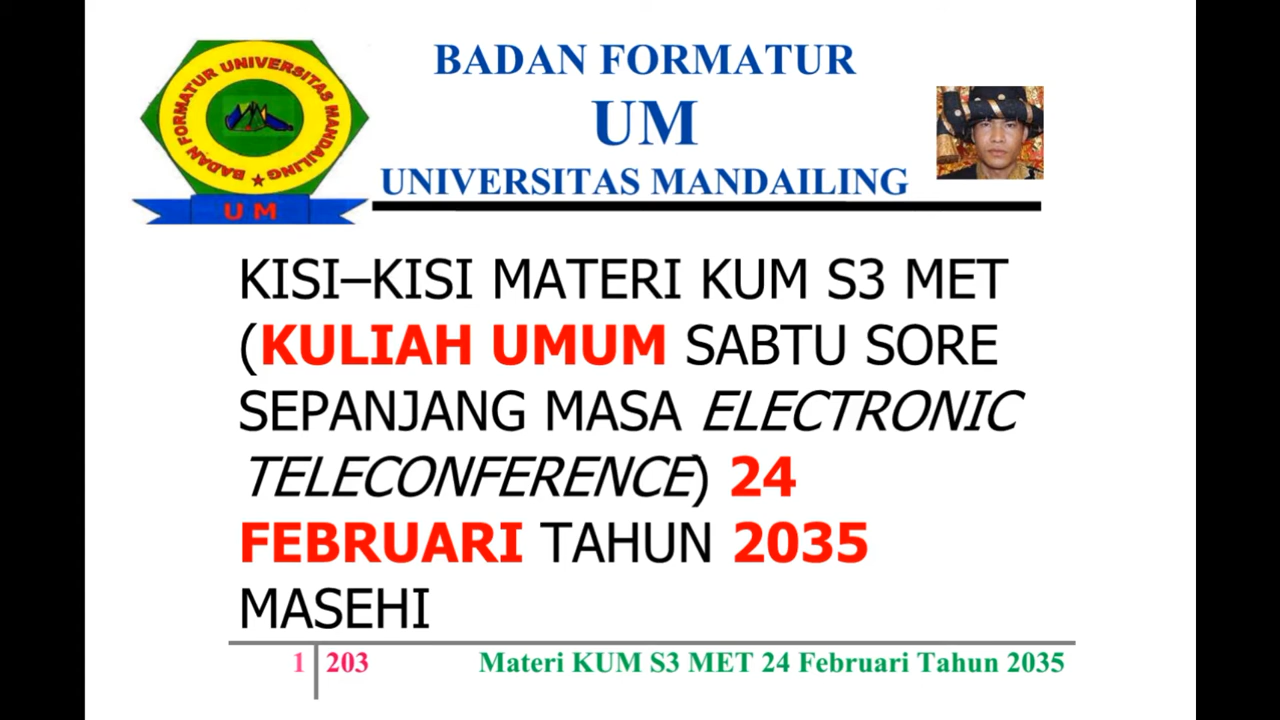 BADAN FORMATUR UNIVERSITAS MANDAILING
U M
BADAN FORMATUR
UM
UNIVERSITAS MANDAILING
KISI–KISI MATERI KUM S3 MET
(KULIAH UMUM SABTU SORE
SEPANJANG MASA ELECTRONIC
TELECONFERENCE) 24
FEBRUARI TAHUN 2035
MASEHI
1 203 Materi KUM S3 MET 24 Februari Tahun 2035